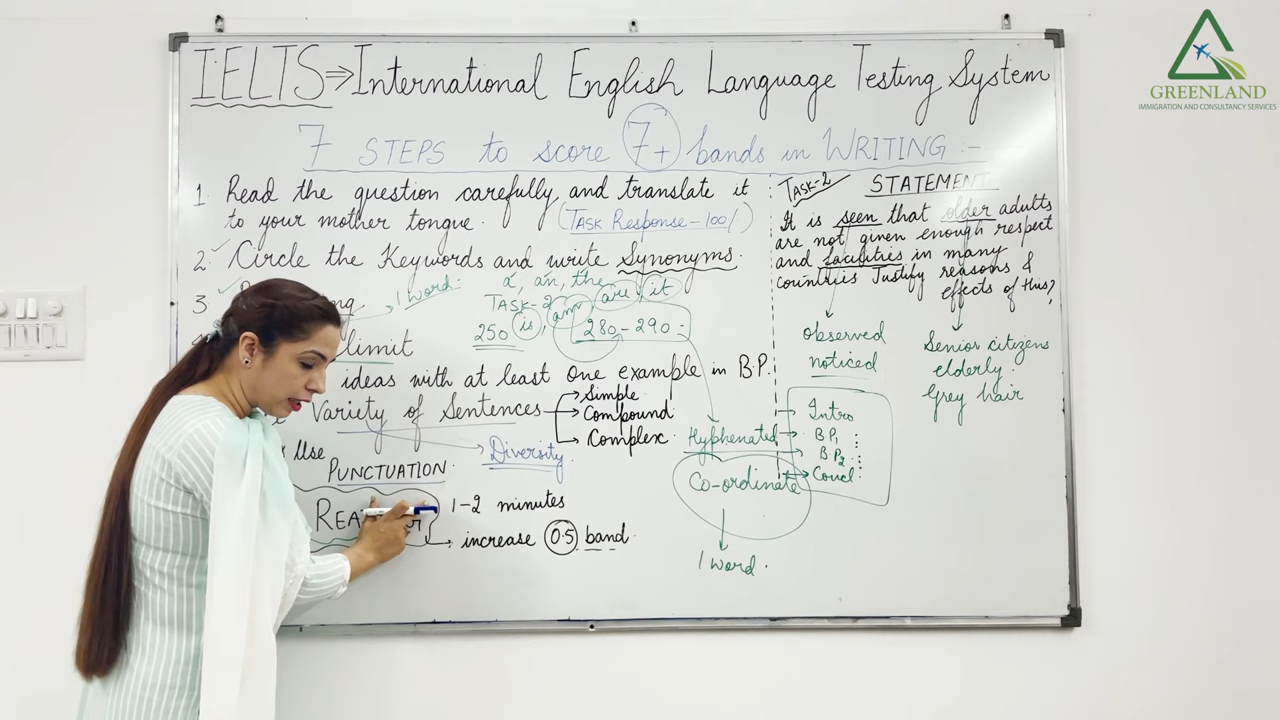 IELTS⇒International English Language Testing System
7 STEPS to score 7+ bands in WRITING :-
1. Read the question carefully and translate it
to your mother tongue. (TASK Response - 100%)
2. Circle the Keywords and write Synonyms.
3
1 word.
a, an, the
TASK-2
are, it
250 is, am 280 - 290 -
limit
ideas with at least one example in B.P.
Variety of Sentences
Simple
Compound
Complex.
Use
PUNCTUATION.
Diversity.
1-2 minutes
increase 0.5 band.
Hyphenated
Co-ordinate
1 word.
TASK-2 STATEMENT
It is seen that older adults
are not given enough respect
and facilities in many
countries Justify reasons &
effects of this?
observed
noticed
Senior citizens
elderly.
Grey hair
Intro
BP1
BP2
Concl.
GREENLAND
IMMIGRATION AND CONSULTANCY SERVICES